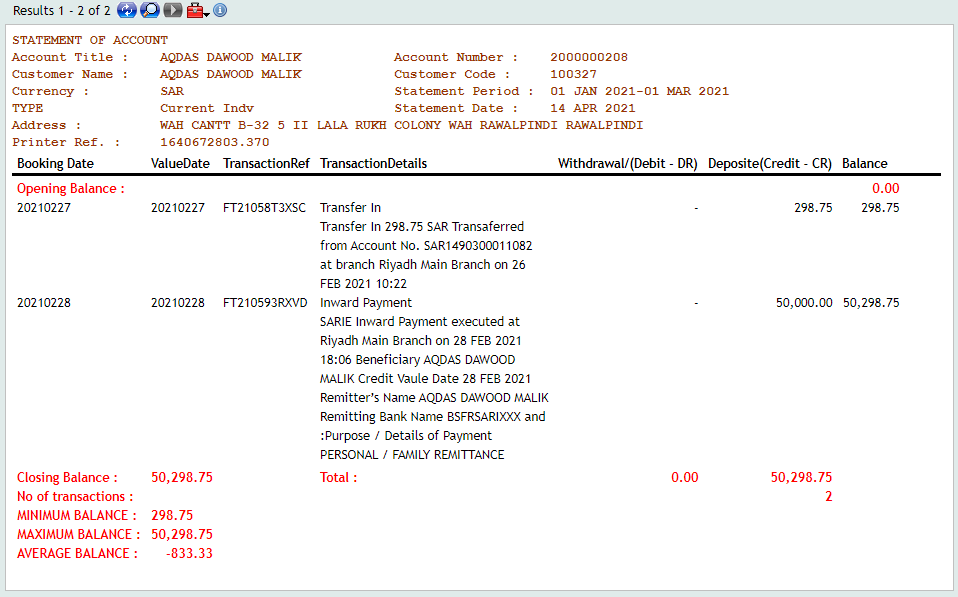 Results 1 - 2 of 2
STATEMENT OF ACCOUNT
Account Title : AQDAS DAWOOD MALIK Account Number : 2000000208
Customer Name : AQDAS DAWOOD MALIK Customer Code : 100327
Currency : SAR Statement Period : 01 JAN 2021-01 MAR 2021
TYPE Current Indv Statement Date : 14 APR 2021
Address : WAH CANTT B-32 5 II LALA RUKH COLONY WAH RAWALPINDI RAWALPINDI
Printer Ref. : 1640672803.370
Booking Date ValueDate TransactionRef TransactionDetails Withdrawal/(Debit - DR) Deposite(Credit - CR) Balance
Opening Balance : 0.00
20210227 20210227 FT21058T3XSC Transfer In - 298.75 298.75
Transfer In 298.75 SAR Transaferred
from Account No. SAR1490300011082
at branch Riyadh Main Branch on 26
FEB 2021 10:22
20210228 20210228 FT210593RXVD Inward Payment - 50,000.00 50,298.75
SARIE Inward Payment executed at
Riyadh Main Branch on 28 FEB 2021
18:06 Beneficiary AQDAS DAWOOD
MALIK Credit Vaule Date 28 FEB 2021
Remitter's Name AQDAS DAWOOD MALIK
Remitting Bank Name BSFRSARIXXX and
:Purpose / Details of Payment
PERSONAL / FAMILY REMITTANCE
Closing Balance : 50,298.75 Total : 0.00 50,298.75
No of transactions : 2
MINIMUM BALANCE : 298.75
MAXIMUM BALANCE : 50,298.75
AVERAGE BALANCE : -833.33